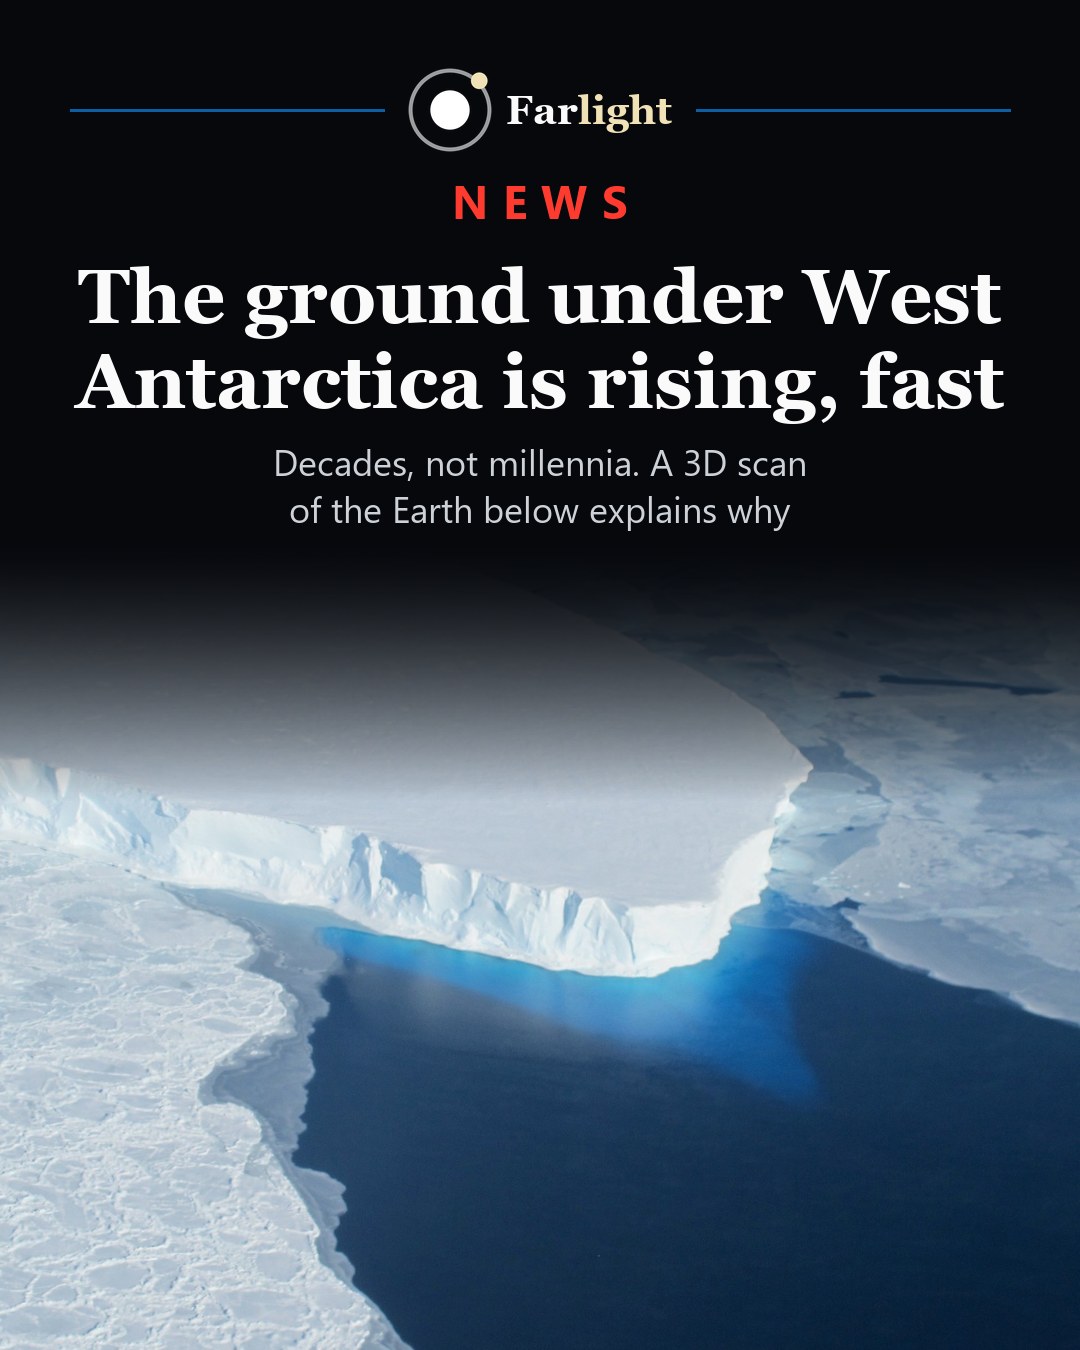 Farlight
NEWS
The ground under West
Antarctica is rising, fast
Decades, not millennia. A 3D scan
of the Earth below explains why